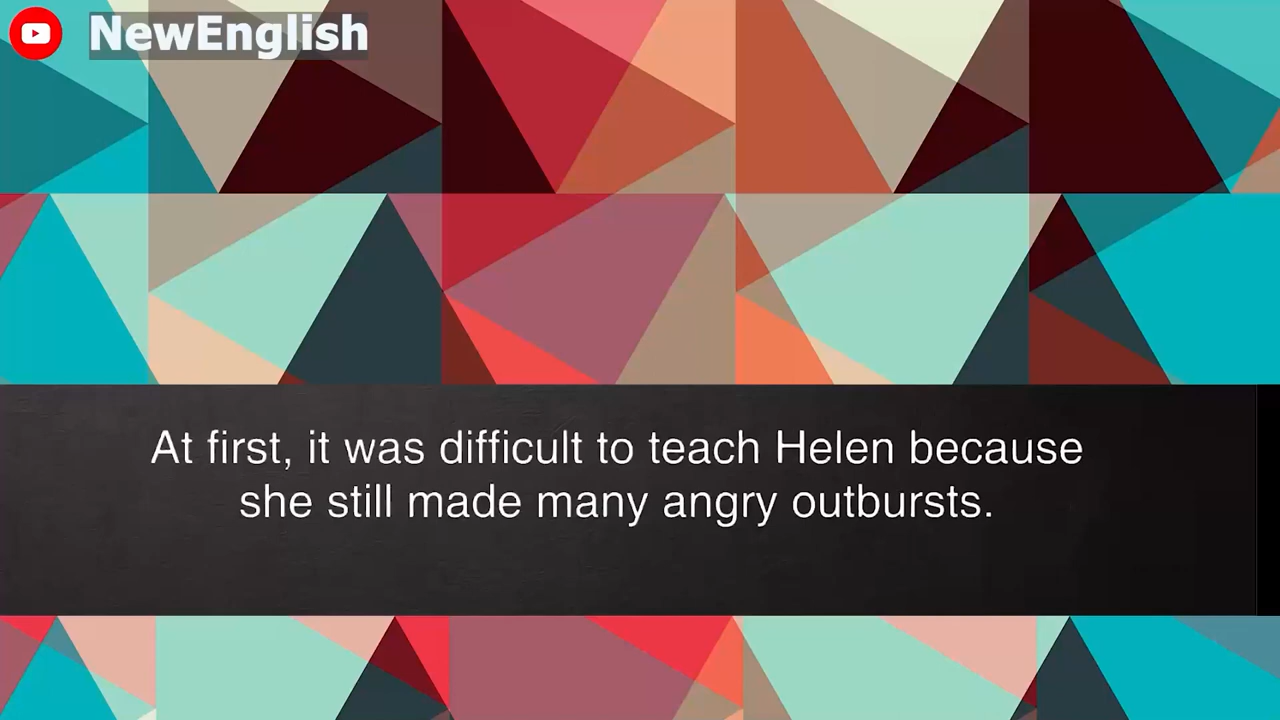 NewEnglish
At first, it was difficult to teach Helen because
she still made many angry outbursts.